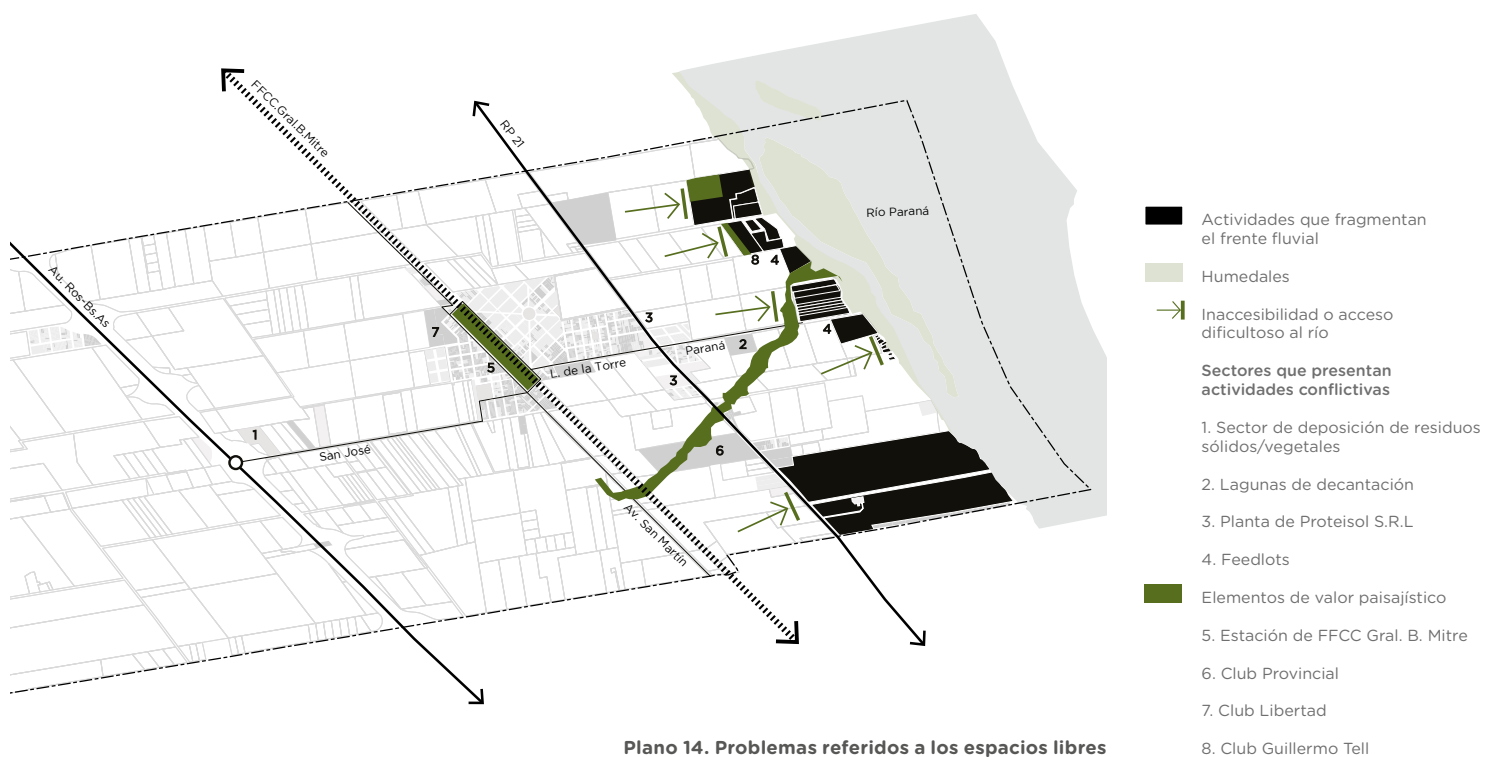 FFCC.Gral.B.Mitre
RP 21
Río Paraná
Au. Ros-Bs.As
8 4
3
7
4
Paraná
2
L. de la Torre
5
3
1
San José
6
Av. San Martín
Actividades que fragmentan
el frente fluvial
Humedales
Inaccesibilidad o acceso
dificultoso al río
Sectores que presentan
actividades conflictivas
1. Sector de deposición de residuos
sólidos/vegetales
2. Lagunas de decantación
3. Planta de Proteisol S.R.L
4. Feedlots
Elementos de valor paisajístico
5. Estación de FFCC Gral. B. Mitre
6. Club Provincial
7. Club Libertad
8. Club Guillermo Tell
Plano 14. Problemas referidos a los espacios libres